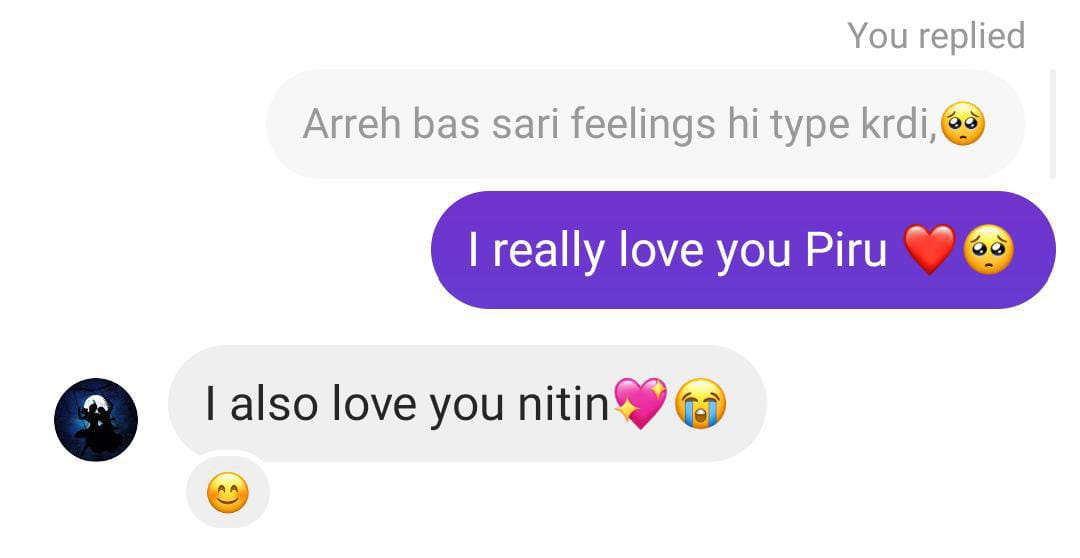 You replied
Arreh bas sari feelings hi type krdi,🥺
I really love you Piru ❤️🥺
I also love you nitin💖😭
😊